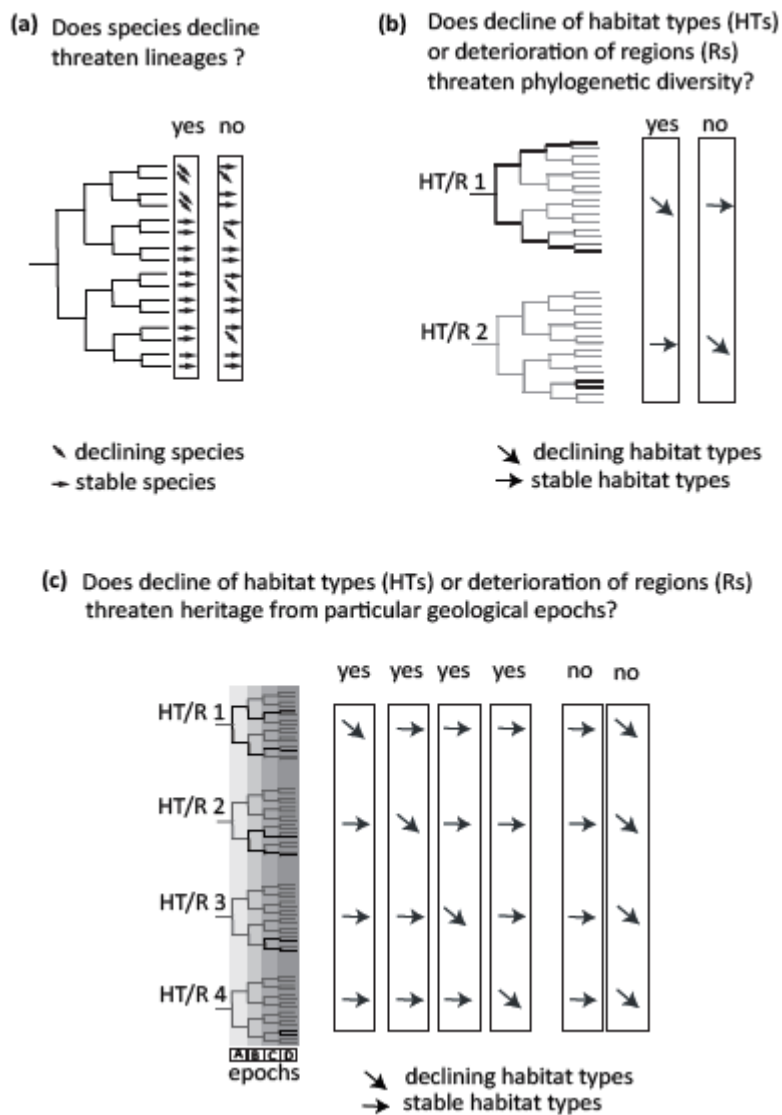 (a) Does species decline
threaten lineages ?
yes no
declining species
stable species
(b) Does decline of habitat types (HTs)
or deterioration of regions (Rs)
threaten phylogenetic diversity?
yes no
HT/R 1
HT/R 2
declining habitat types
stable habitat types
(c) Does decline of habitat types (HTs) or deterioration of regions (Rs)
threaten heritage from particular geological epochs?
yes yes yes yes no no
HT/R 1
HT/R 2
HT/R 3
HT/R 4
A B C D
epochs
declining habitat types
stable habitat types